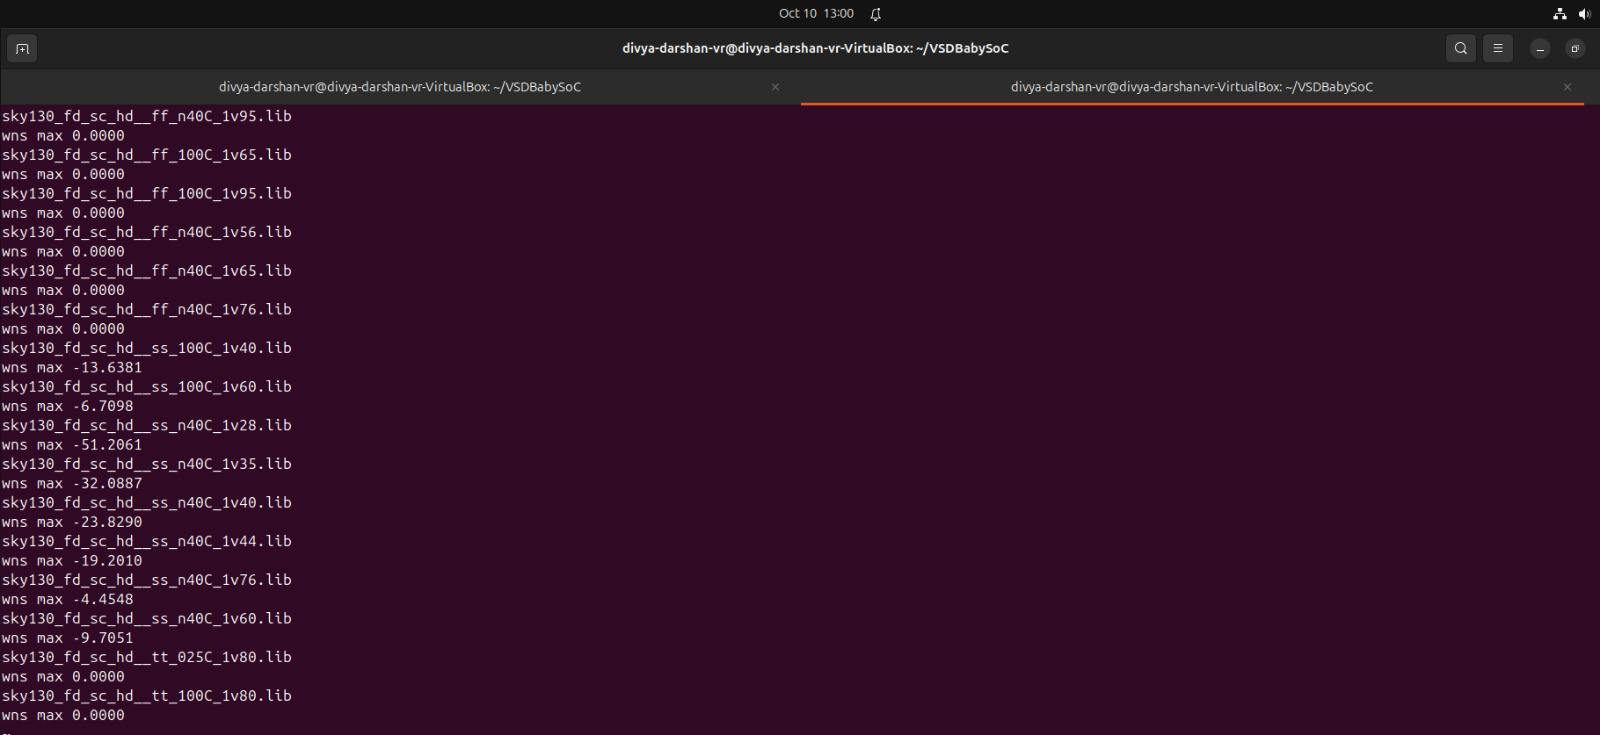 Oct 10 13:00
divya-darshan-vr@divya-darshan-vr-VirtualBox: ~/VSDBabySoC
divya-darshan-vr@divya-darshan-vr-VirtualBox: ~/VSDBabySoC
divya-darshan-vr@divya-darshan-vr-VirtualBox: ~/VSDBabySoC
sky130_fd_sc_hd__ff_n40C_1v95.lib
wns max 0.0000
sky130_fd_sc_hd__ff_100C_1v65.lib
wns max 0.0000
sky130_fd_sc_hd__ff_100C_1v95.lib
wns max 0.0000
sky130_fd_sc_hd__ff_n40C_1v56.lib
wns max 0.0000
sky130_fd_sc_hd__ff_n40C_1v65.lib
wns max 0.0000
sky130_fd_sc_hd__ff_n40C_1v76.lib
wns max 0.0000
sky130_fd_sc_hd__ss_100C_1v40.lib
wns max -13.6381
sky130_fd_sc_hd__ss_100C_1v60.lib
wns max -6.7098
sky130_fd_sc_hd__ss_n40C_1v28.lib
wns max -51.2061
sky130_fd_sc_hd__ss_n40C_1v35.lib
wns max -32.0887
sky130_fd_sc_hd__ss_n40C_1v40.lib
wns max -23.8290
sky130_fd_sc_hd__ss_n40C_1v44.lib
wns max -19.2010
sky130_fd_sc_hd__ss_n40C_1v76.lib
wns max -4.4548
sky130_fd_sc_hd__ss_n40C_1v60.lib
wns max -9.7051
sky130_fd_sc_hd__tt_025C_1v80.lib
wns max 0.0000
sky130_fd_sc_hd__tt_100C_1v80.lib
wns max 0.0000